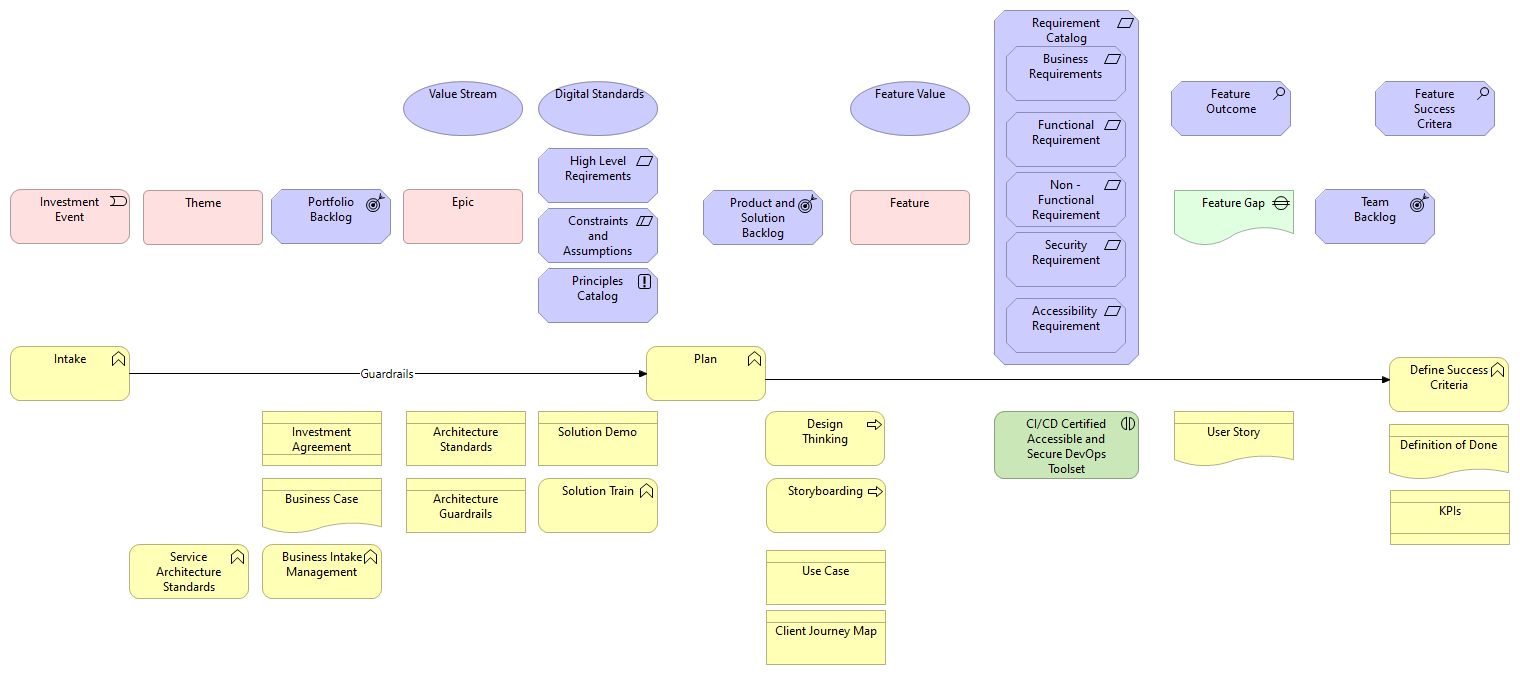 Requirement
Catalog
Business
Requirements
Functional
Requirement
Non -
Functional
Requirement
Security
Requirement
Accessibility
Requirement
Value Stream
Digital Standards
Feature Value
Feature
Outcome
Feature
Success
Critera
High Level
Reqirements
Investment
Event
Theme
Portfolio
Backlog
Epic
Constraints
and
Assumptions
Principles
Catalog
Product and
Solution
Backlog
Feature
Feature Gap
Team
Backlog
Intake
Guardrails
Plan
Define Success
Criteria
Investment
Agreement
Architecture
Standards
Solution Demo
Design
Thinking
CI/CD Certified
Accessible and
Secure DevOps
Toolset
User Story
Definition of Done
Business Case
Architecture
Guardrails
Solution Train
Storyboarding
KPIs
Service
Architecture
Standards
Business Intake
Management
Use Case
Client Journey Map